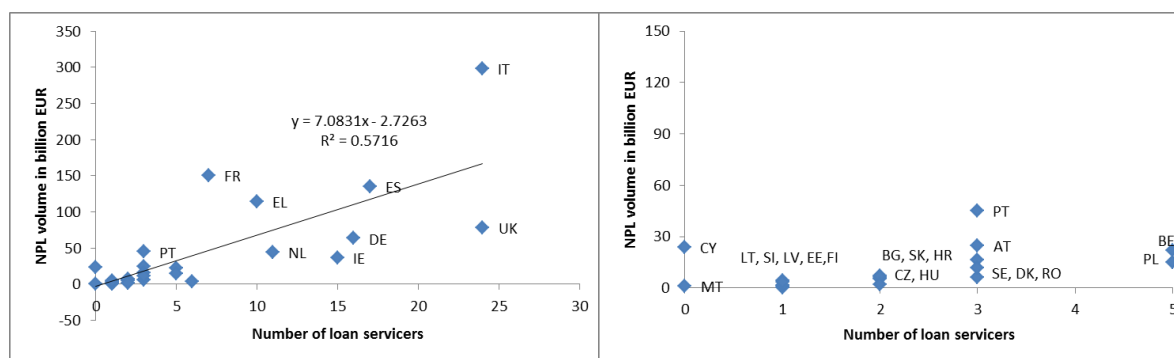 NPL volume in billion EUR
350
300
250
200
150
100
50
0
-50
0 5 10 15 20 25 30
Number of loan servicers
IT
y = 7.0831x - 2.7263
R² = 0.5716
FR
ES
EL
UK
DE
PT
NL
IE
NPL volume in billion EUR
150
120
90
60
30
0
0 1 2 3 4 5
Number of loan servicers
PT
CY
AT
BE
LT, SI, LV, EE,FI
BG, SK, HR
PL
CZ, HU
SE, DK, RO
MT